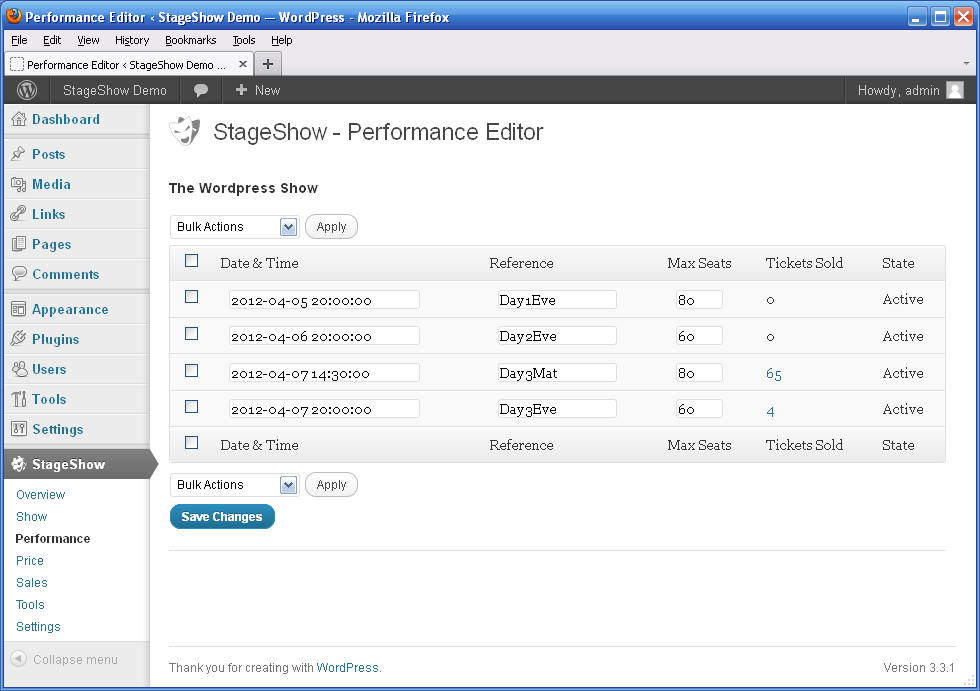 Performance Editor ‹ StageShow Demo — WordPress - Mozilla Firefox
File Edit View History Bookmarks Tools Help
Performance Editor ‹ StageShow Demo ...
StageShow Demo + New Howdy, admin
Dashboard
Posts
Media
Links
Pages
Comments
Appearance
Plugins
Users
Tools
Settings
StageShow
Overview
Show
Performance
Price
Sales
Tools
Settings
Collapse menu
StageShow - Performance Editor
The Wordpress Show
Bulk Actions Apply
Date & Time Reference Max Seats Tickets Sold State
2012-04-05 20:00:00 Day1Eve 80 0 Active
2012-04-06 20:00:00 Day2Eve 60 0 Active
2012-04-07 14:30:00 Day3Mat 80 65 Active
2012-04-07 20:00:00 Day3Eve 60 4 Active
Date & Time Reference Max Seats Tickets Sold State
Bulk Actions Apply
Save Changes
Thank you for creating with WordPress. Version 3.3.1